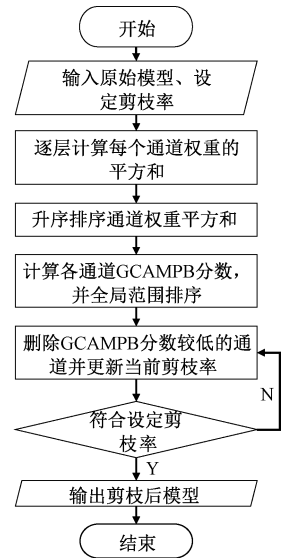 开始
输入原始模型、设
定剪枝率
逐层计算每个通道权重的
平方和
升序排序通道权重平方和
计算各通道GCAMPB分数，
并全局范围排序
删除GCAMPB分数较低的通
道并更新当前剪枝率
N
符合设定剪
枝率
Y
输出剪枝后模型
结束